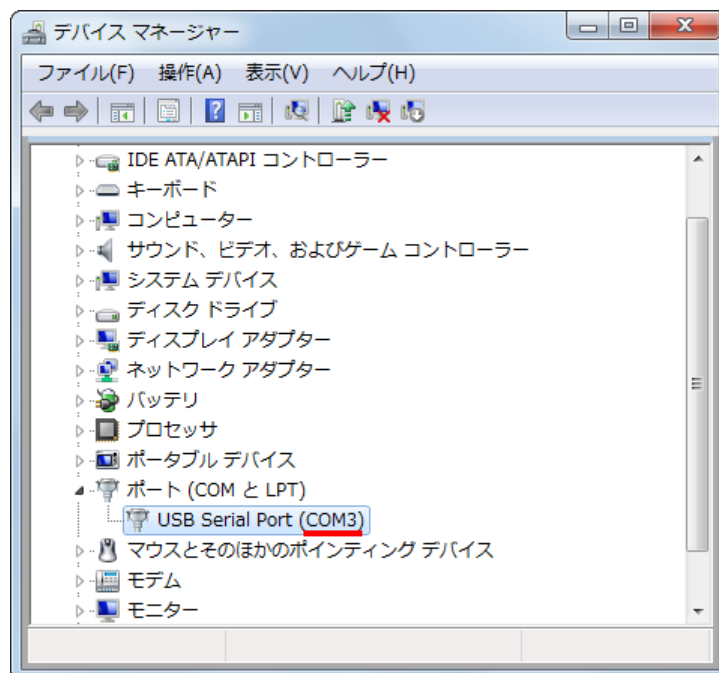 デバイス マネージャー
ファイル(F) 操作(A) 表示(V) ヘルプ(H)
IDE ATA/ATAPI コントローラー
キーボード
コンピューター
サウンド、ビデオ、およびゲーム コントローラー
システム デバイス
ディスク ドライブ
ディスプレイ アダプター
ネットワーク アダプター
バッテリ
プロセッサ
ポータブル デバイス
ポート (COM と LPT)
USB Serial Port (COM3)
マウスとそのほかのポインティング デバイス
モデム
モニター